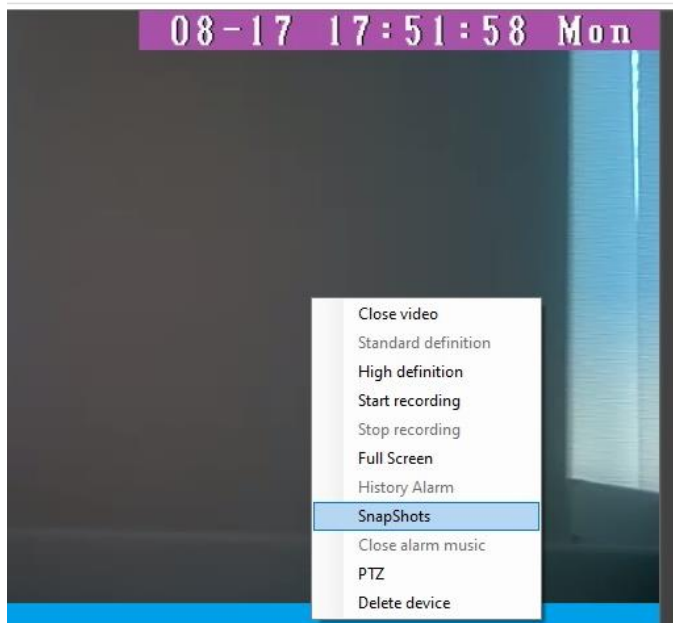 08-17 17:51:58 Mon
Close video
Standard definition
High definition
Start recording
Stop recording
Full Screen
History Alarm
SnapShots
Close alarm music
PTZ
Delete device